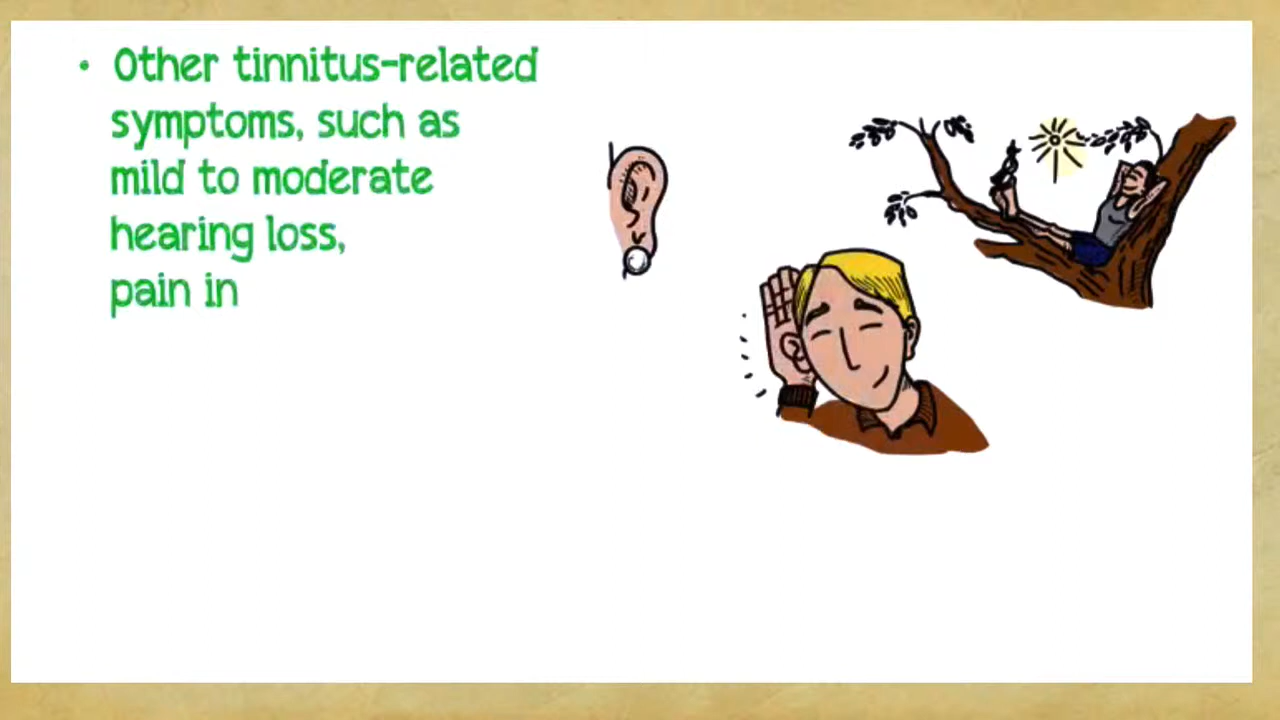 • Other tinnitus-related
symptoms, such as
mild to moderate
hearing loss,
pain in